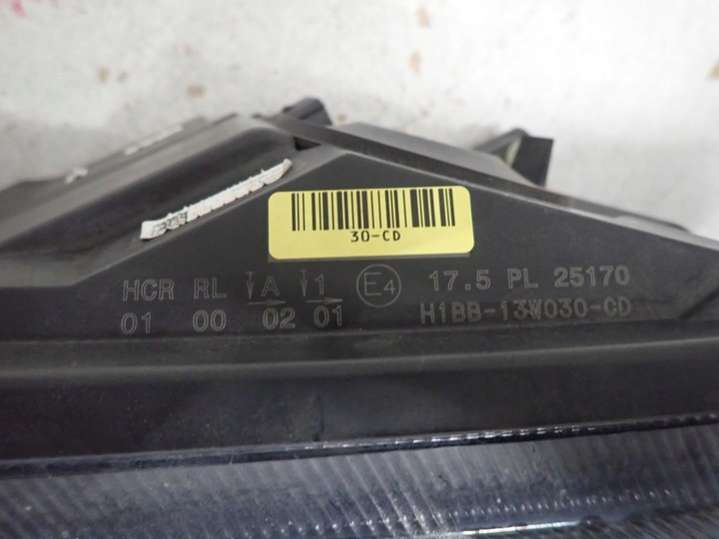 30-CD
HCR RL A 1 E4 17.5 PL 25170
01 00 02 01 H1BB-13W030-CD